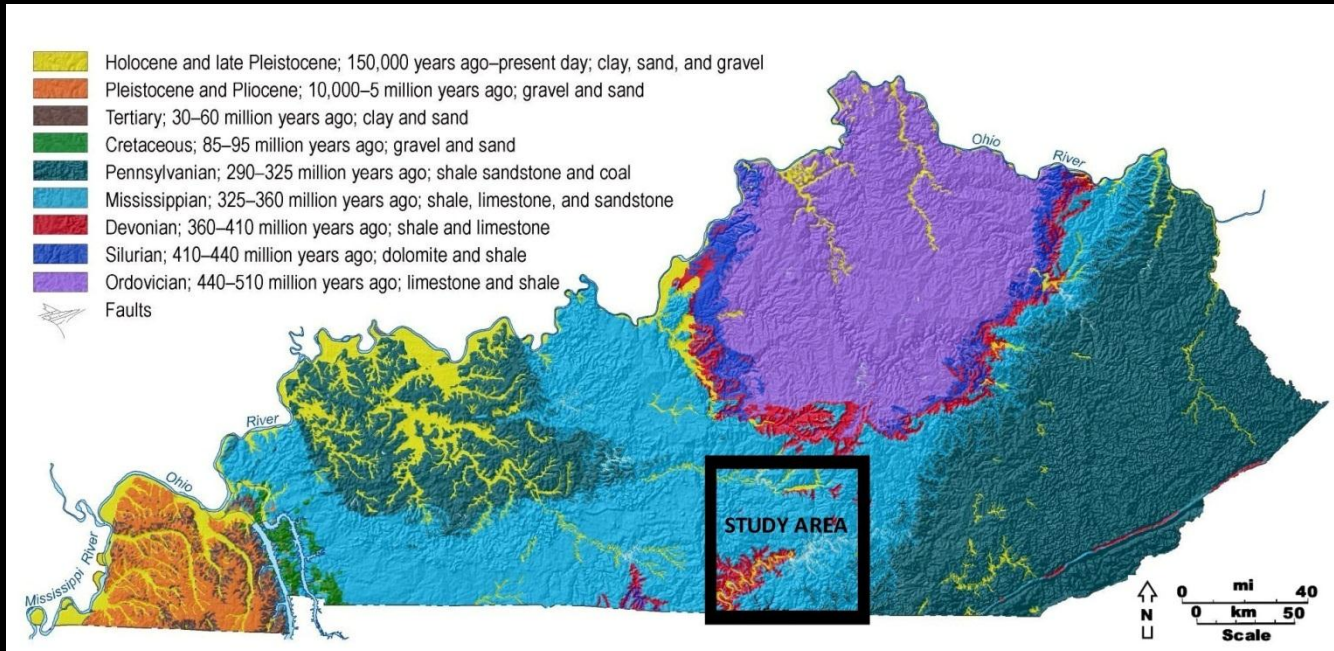 Holocene and late Pleistocene; 150,000 years ago–present day; clay, sand, and gravel
Pleistocene and Pliocene; 10,000–5 million years ago; gravel and sand
Tertiary; 30–60 million years ago; clay and sand
Cretaceous; 85–95 million years ago; gravel and sand
Pennsylvanian; 290–325 million years ago; shale sandstone and coal
Mississippian; 325–360 million years ago; shale, limestone, and sandstone
Devonian; 360–410 million years ago; shale and limestone
Silurian; 410–440 million years ago; dolomite and shale
Ordovician; 440–510 million years ago; limestone and shale
Faults
Ohio
River
River
Ohio
Mississippi River
STUDY AREA
N
0 mi 40
0 km 50
Scale